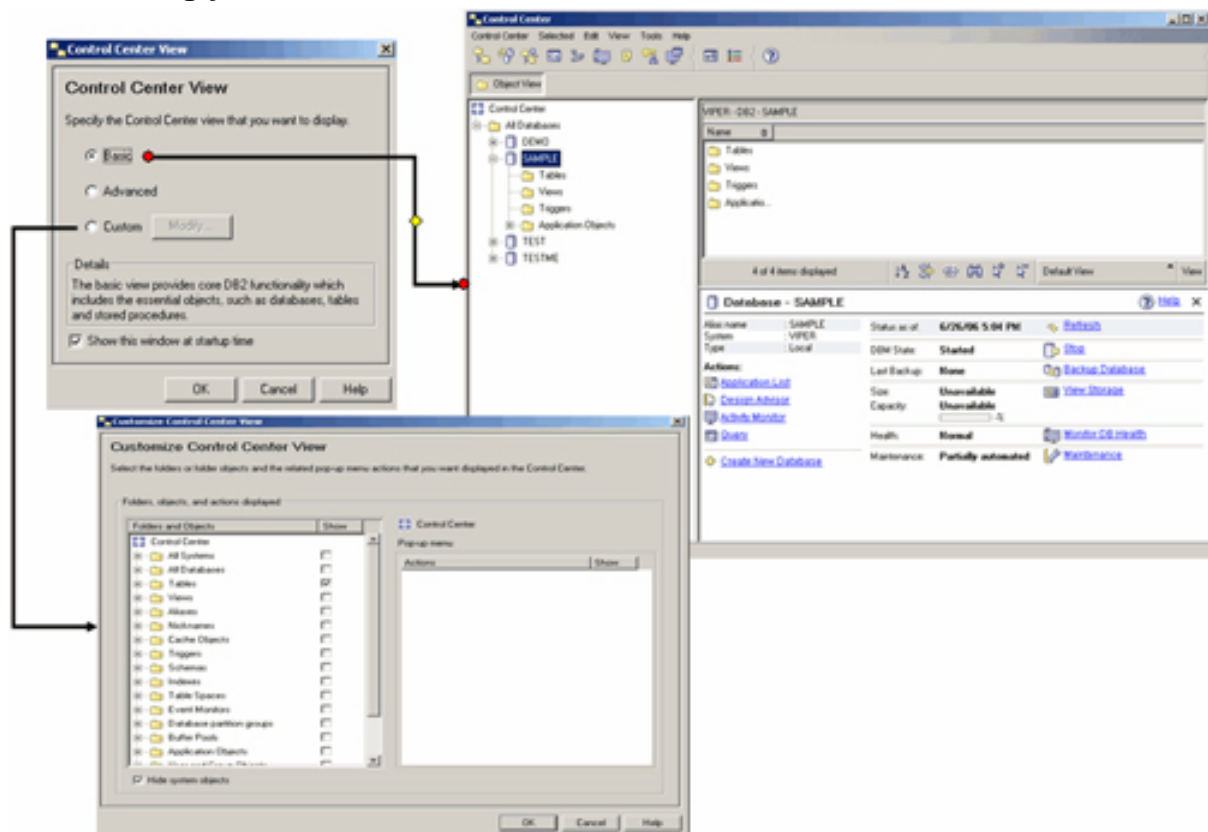 Control Center View
Control Center View
Specify the Control Center view that you want to display.
Basic
Advanced
Custom
Modify...
Details
The basic view provides core DB2 functionality which
includes the essential objects, such as databases, tables
and stored procedures.
Show this window at startup time
OK
Cancel
Help
Control Center
Control Center Selected Edit View Tools Help
Object View
Control Center
All Databases
DEMO
SAMPLE
Tables
Views
Triggers
Application Objects
TEST
TESTME
VIPER - DB2 - SAMPLE
Name
Tables
Views
Triggers
Applicatio...
4 of 4 items displayed
Default View
View
Database - SAMPLE
Help
Alias name : SAMPLE
System : VIPER
Type : Local
Actions:
Application List
Design Advisor
Activity Monitor
Query
Create New Database
Status as of: 6/26/06 5:04 PM Refresh
DBM State: Started Stop
Last Backup: None Backup Database
Size: Unavailable View Storage
Capacity: Unavailable
Health: Normal Monitor DB Health
Maintenance: Partially automated Maintenance
Customize Control Center View
Customize Control Center View
Select the folders or folder objects and the related pop-up menu actions that you want displayed in the Control Center.
Folders, objects, and actions displayed
Folders and Objects Show
Control Center
All Systems
All Databases
Tables
Views
Aliases
Nicknames
Cache Objects
Triggers
Schemas
Indexes
Table Spaces
Event Monitors
Database partition groups
Buffer Pools
Application Objects
Hide system objects
Control Center
Pop-up menu:
Actions Show
OK
Cancel
Help